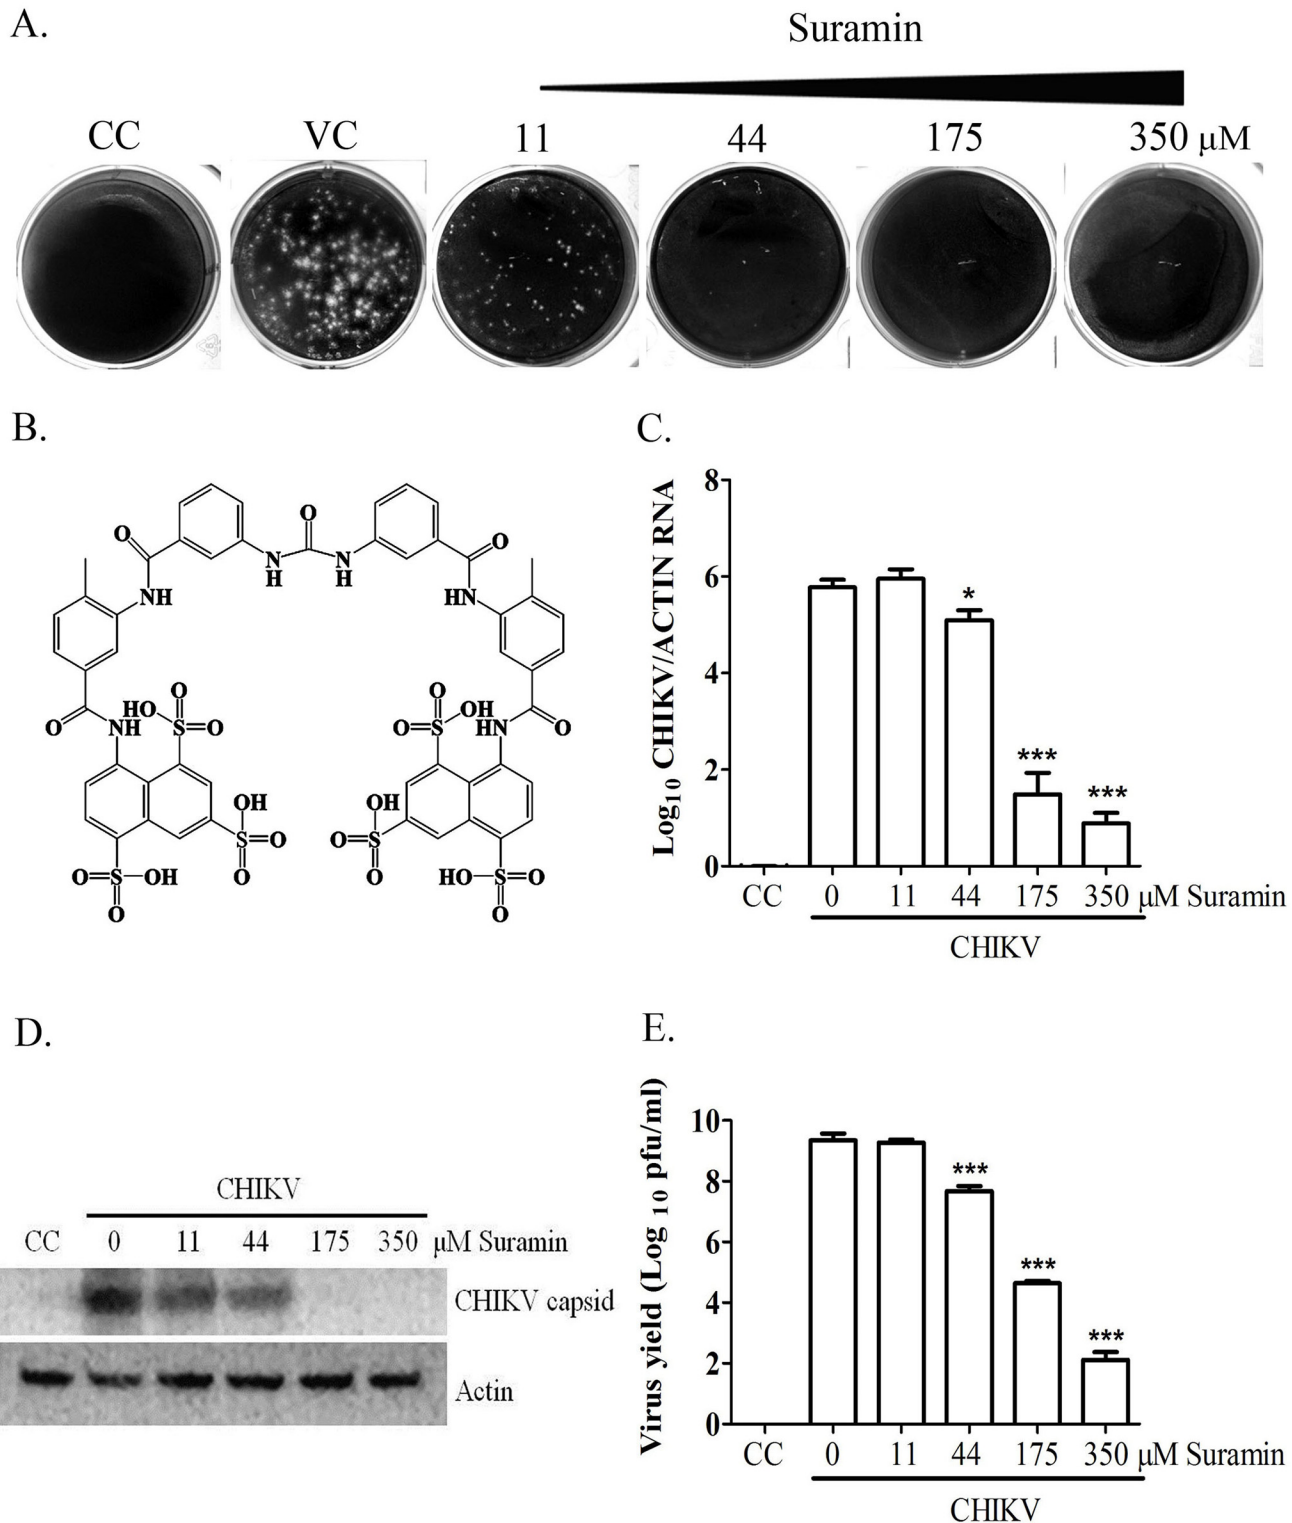 A.
Suramin
CC VC 11 44 175 350 μM
B.
O
O N H N H O
NH HN
O NH HO O S O
O S OH HN O
OH S O O
OH O S O
O S OH O
HO S O O
C.
Log10 CHIKV/ACTIN RNA
8
6
4
2
0
*
***
***
CC 0 11 44 175 350 μM Suramin
CHIKV
D.
CHIKV
CC 0 11 44 175 350 μM Suramin
CHIKV capsid
Actin
E.
Virus yield (Log 10 pfu/ml)
10
8
6
4
2
0
***
***
***
CC 0 11 44 175 350 μM Suramin
CHIKV